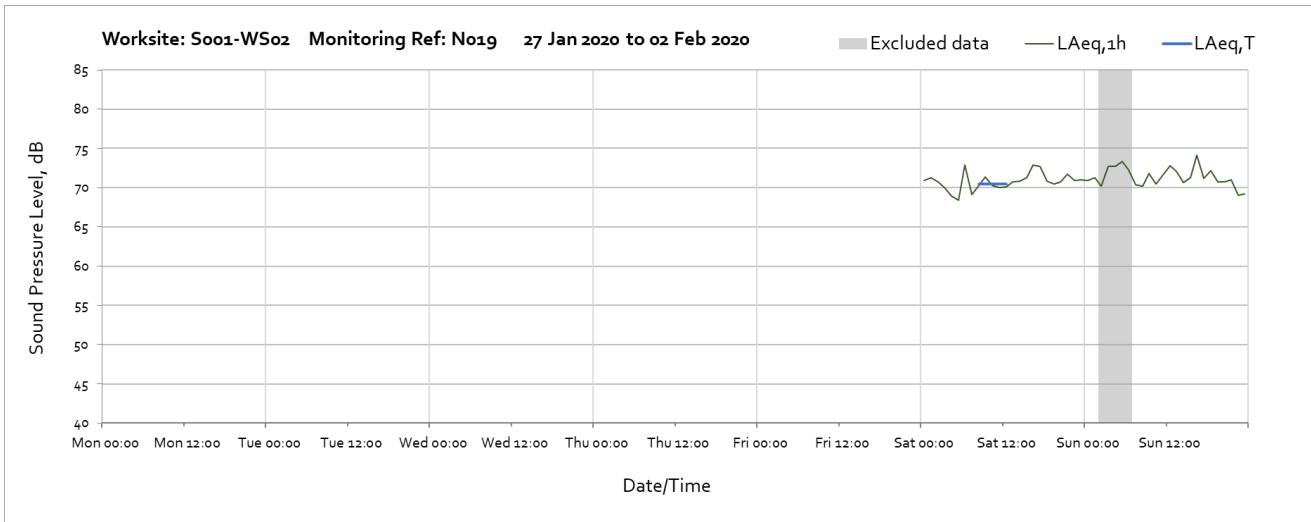 Worksite: S001-WS02 Monitoring Ref: N019 27 Jan 2020 to 02 Feb 2020
Excluded data LAeq,1h LAeq,T
85
80
75
70
65
60
55
50
45
40
Sound Pressure Level, dB
Mon 00:00 Mon 12:00 Tue 00:00 Tue 12:00 Wed 00:00 Wed 12:00 Thu 00:00 Thu 12:00 Fri 00:00 Fri 12:00 Sat 00:00 Sat 12:00 Sun 00:00 Sun 12:00
Date/Time